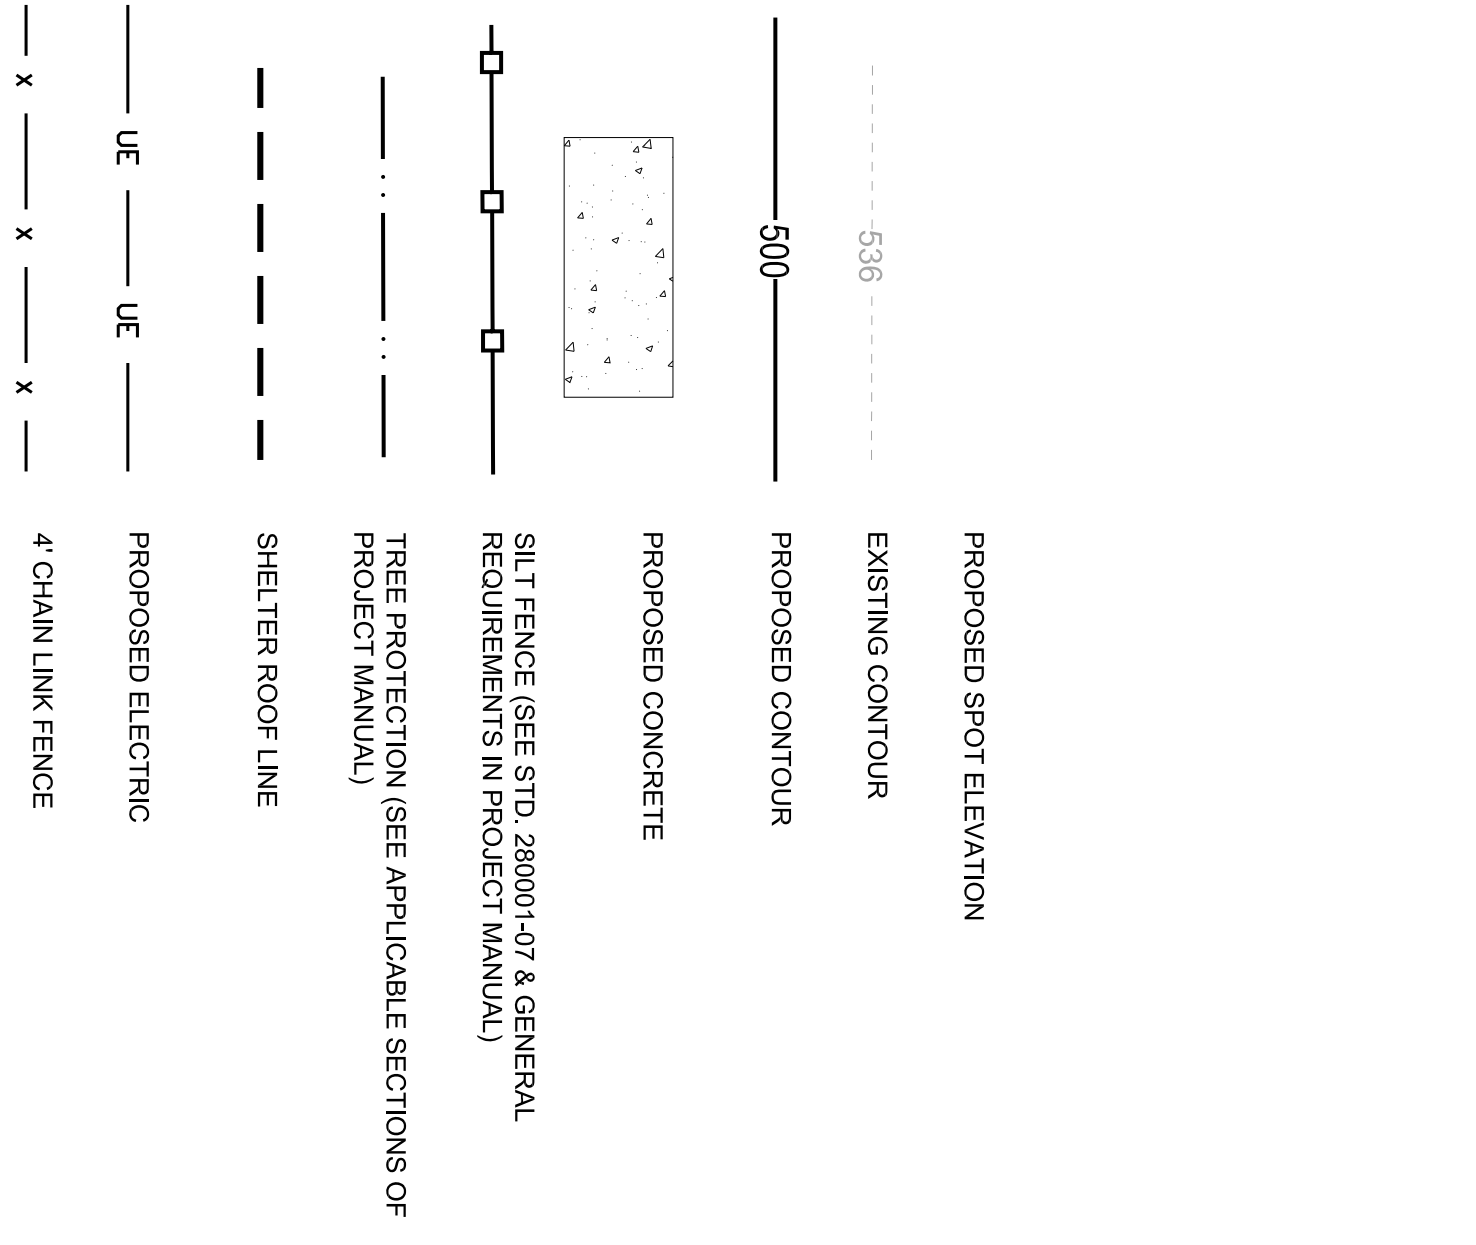 PROPOSED SPOT ELEVATION
536
EXISTING CONTOUR
500
PROPOSED CONTOUR
PROPOSED CONCRETE
SILT FENCE (SEE STD. 280001-07 & GENERAL
REQUIREMENTS IN PROJECT MANUAL)
TREE PROTECTION (SEE APPLICABLE SECTIONS OF
PROJECT MANUAL)
SHELTER ROOF LINE
UE UE
PROPOSED ELECTRIC
x x x
4' CHAIN LINK FENCE